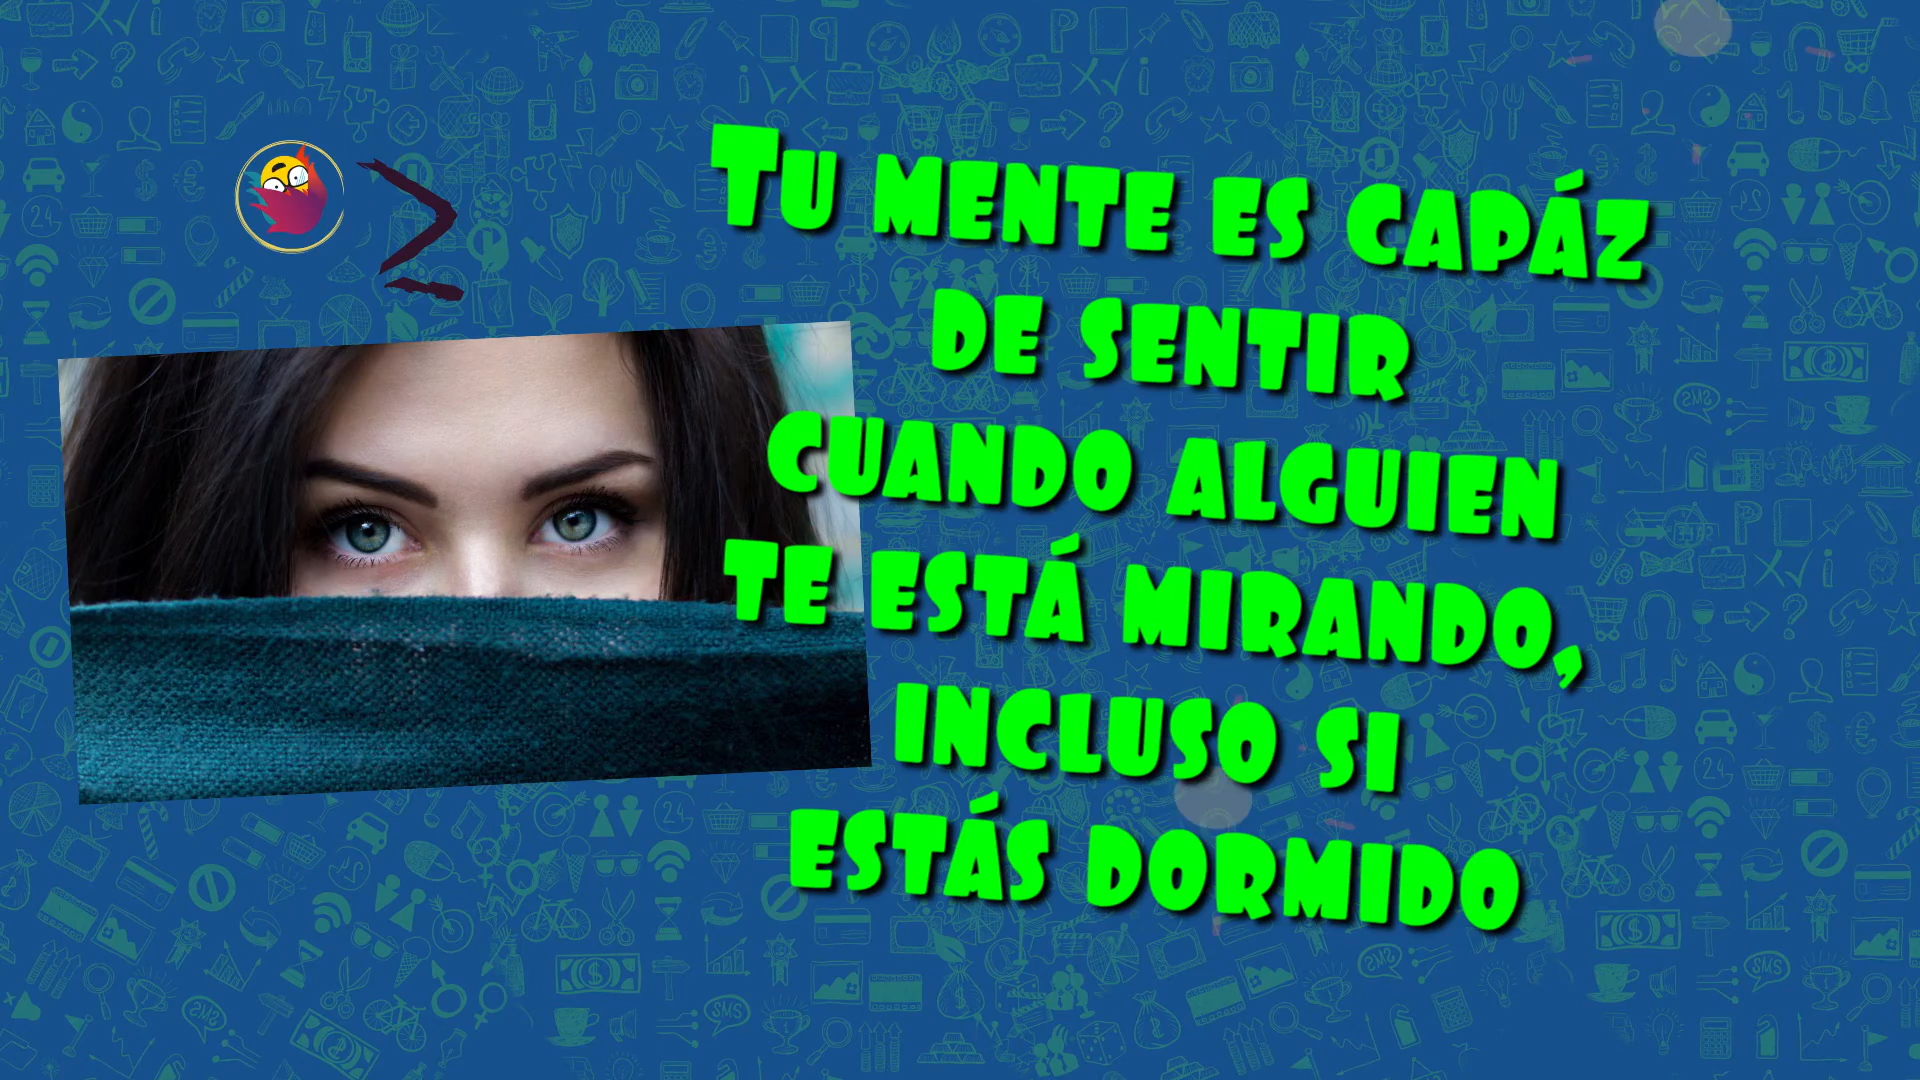 Tu mente es capáz
de sentir
cuando alguien
te está mirando,
incluso si
estás dormido